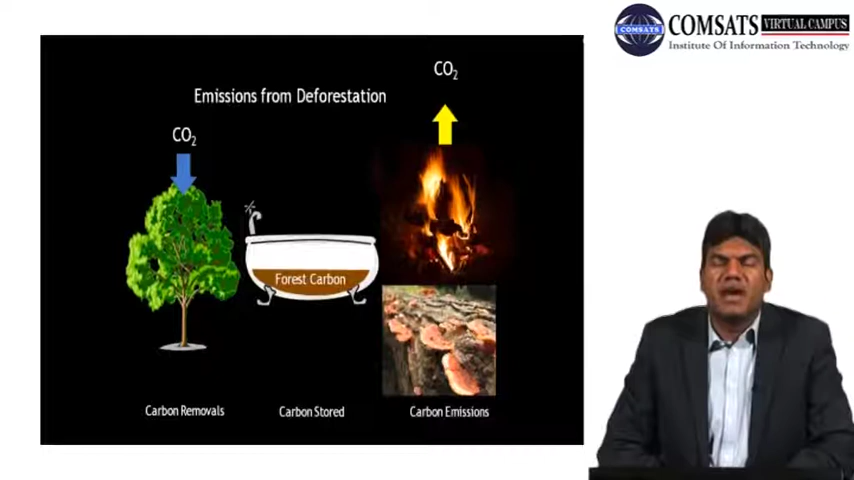 COMSATS VIRTUAL CAMPUS
COMSATS
Institute Of Information Technology
CO₂
Emissions from Deforestation
CO₂
Forest Carbon
Carbon Removals
Carbon Stored
Carbon Emissions